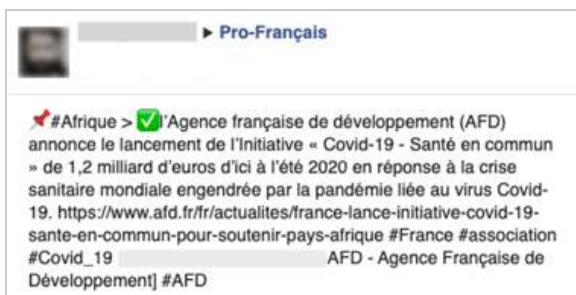 ▸ Pro-Français
📌#Afrique > ✅l'Agence française de développement (AFD)
annonce le lancement de l'Initiative « Covid-19 - Santé en commun
» de 1,2 milliard d'euros d'ici à l'été 2020 en réponse à la crise
sanitaire mondiale engendrée par la pandémie liée au virus Covid-
19. https://www.afd.fr/fr/actualites/france-lance-initiative-covid-19-
sante-en-commun-pour-soutenir-pays-afrique #France #association
#Covid_19 AFD - Agence Française de
Développement] #AFD